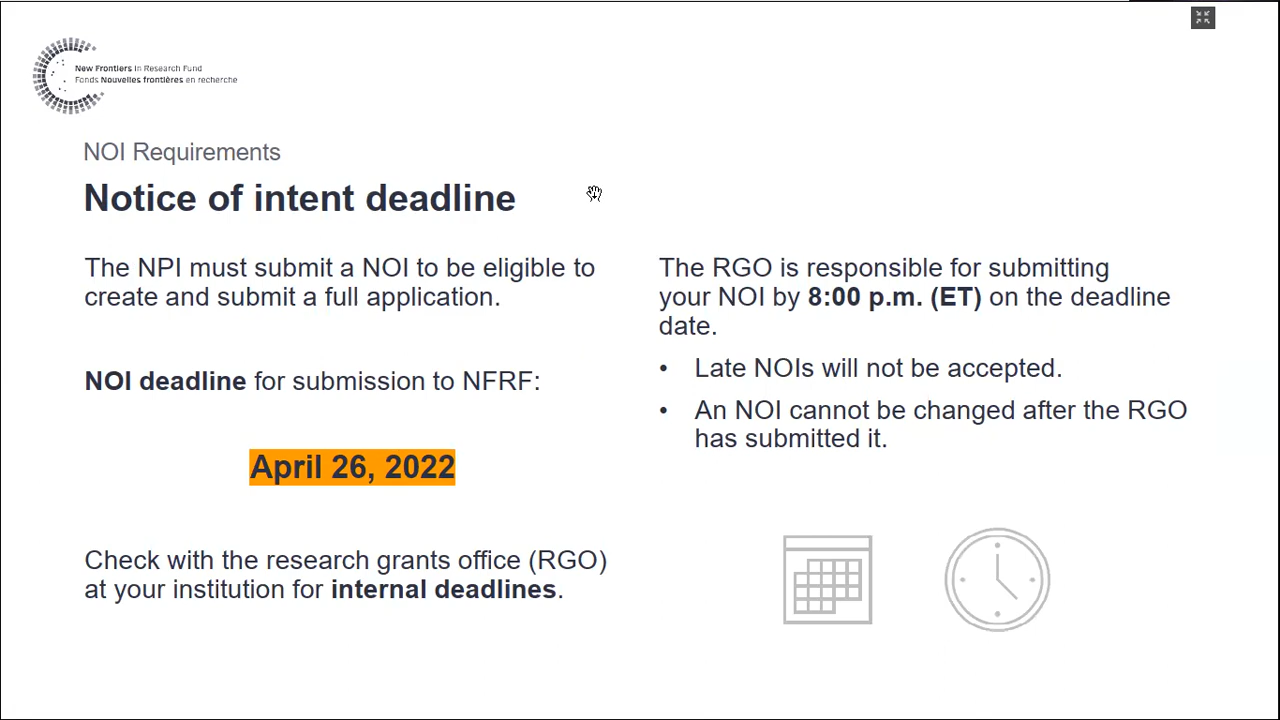 New Frontiers in Research Fund
Fonds Nouvelles frontières en recherche
NOI Requirements
Notice of intent deadline
The NPI must submit a NOI to be eligible to
create and submit a full application.
NOI deadline for submission to NFRF:
April 26, 2022
Check with the research grants office (RGO)
at your institution for internal deadlines.
The RGO is responsible for submitting
your NOI by 8:00 p.m. (ET) on the deadline
date.
• Late NOIs will not be accepted.
• An NOI cannot be changed after the RGO
has submitted it.